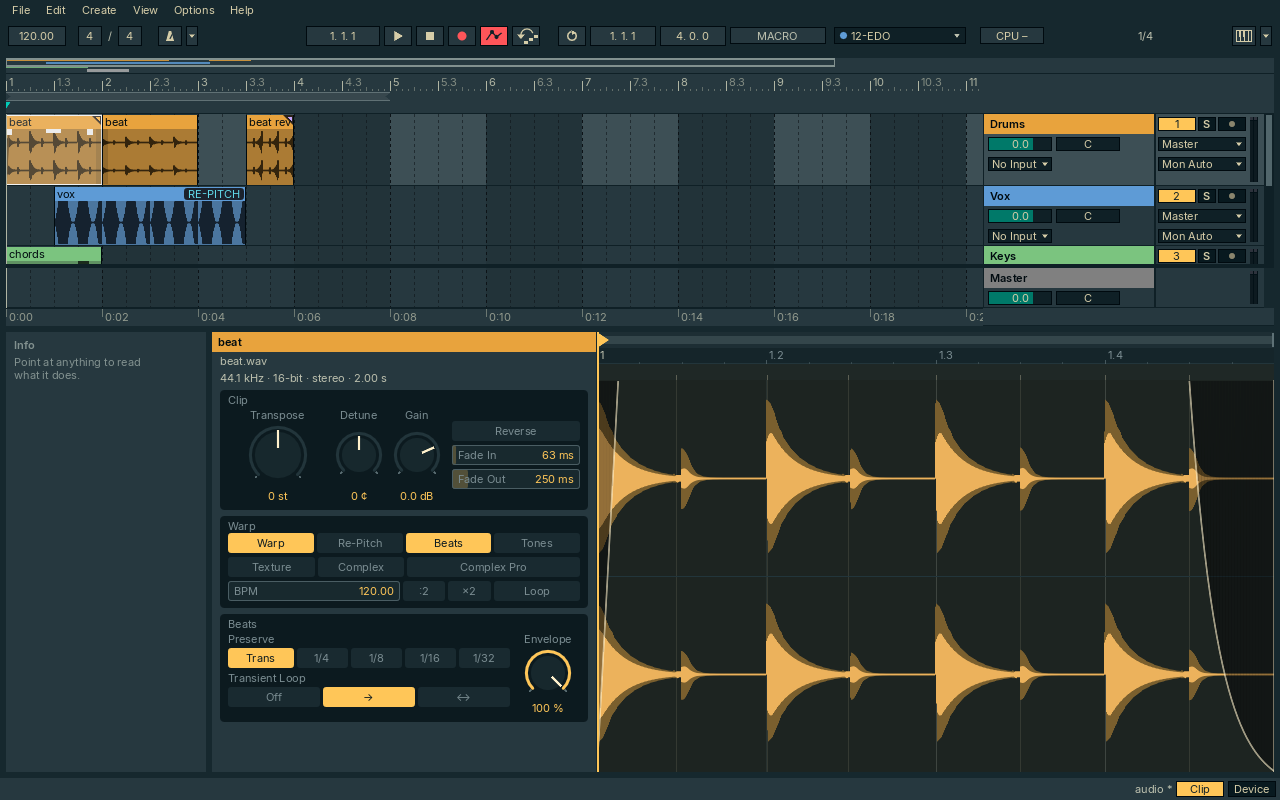 File Edit Create View Options Help
120.00 4 / 4 1. 1. 1 1. 1. 1 4. 0. 0 MACRO 12-EDO CPU – 1/4
1 1.3 2 2.3 3 3.3 4 4.3 5 5.3 6 6.3 7 7.3 8 8.3 9 9.3 10 10.3 11
beat beat beat rev Drums 1 S
0.0 C Master
No Input Mon Auto
vox RE-PITCH Vox 2 S
0.0 C Master
No Input Mon Auto
chords Keys 3 S
Master
0.0 C
0:00 0:02 0:04 0:06 0:08 0:10 0:12 0:14 0:16 0:18
Info
Point at anything to read
what it does.
beat
beat.wav
44.1 kHz · 16-bit · stereo · 2.00 s
Clip
Transpose Detune Gain
Reverse
Fade In 63 ms
Fade Out 250 ms
0 st 0 ¢ 0.0 dB
Warp
Warp Re-Pitch Beats Tones
Texture Complex Complex Pro
BPM 120.00 :2 ×2 Loop
Beats
Preserve Envelope
Trans 1/4 1/8 1/16 1/32
Transient Loop
Off → ↔
100 %
1 1.2 1.3 1.4
audio * Clip Device